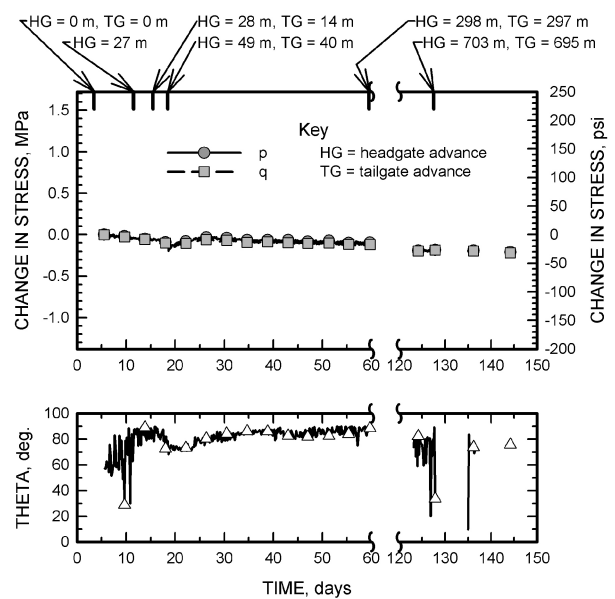 HG = 0 m, TG = 0 m
HG = 28 m, TG = 14 m
HG = 298 m, TG = 297 m
HG = 27 m
HG = 49 m, TG = 40 m
HG = 703 m, TG = 695 m
CHANGE IN STRESS, MPa
1.5
1.0
0.5
0.0
-0.5
-1.0
Key
p HG = headgate advance
q TG = tailgate advance
250
200
150
100
50
0
-50
-100
-150
-200
CHANGE IN STRESS, psi
0 10 20 30 40 50 60 120 130 140 150
THETA, deg.
100
80
60
40
20
0
0 10 20 30 40 50 60 120 130 140 150
TIME, days